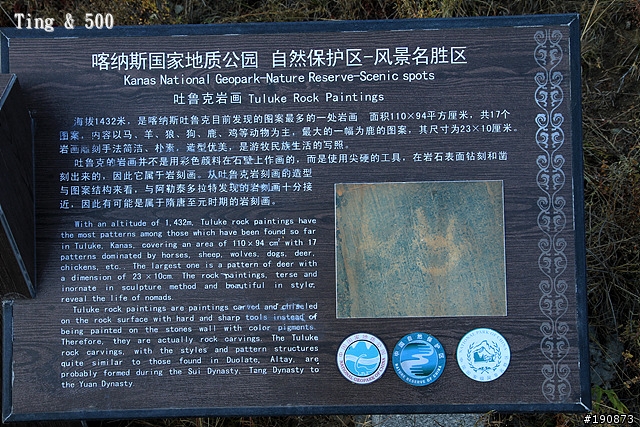 Ting & 500
喀纳斯国家地质公园 自然保护区-风景名胜区
Kanas National Geopark-Nature Reserve-Scenic spots
吐鲁克岩画 Tuluke Rock Paintings
海拔1432米，是喀纳斯吐鲁克目前发现的图案最多的一处岩画 面积110×94平方厘米，共17个
图案，内容以马、羊、狼、狗、鹿、鸡等动物为主，最大的一幅为鹿的图案，其尺寸为23×10厘米。
岩画雕刻手法简洁、朴素，造型优美，是游牧民族生活的写照。
吐鲁克的岩画并不是用彩色颜料在石壁上作画的，而是使用尖硬的工具，在岩石表面钻刻和凿
刻出来的，因此它属于岩刻画。从吐鲁克岩刻画的造型
与图案结构来看，与阿勒泰多拉特发现的岩刻画十分接
近，因此有可能是属于隋唐至元时期的岩刻画。
With an altitude of 1,432m, Tuluke rock paintings have
the most patterns among those which have been found so far
in Tuluke, Kanas, covering an area of 110×94 cm² with 17
patterns dominated by horses, sheep, wolves, dogs, deer,
chickens, etc.. The largest one is a pattern of deer with
a dimension of 23×10cm. The rock paintings, terse and
inornate in sculpture method and beautiful in style,
reveal the life of nomads.
Tuluke rock paintings are paintings carved and chiseled
on the rock surface with hard and sharp tools instead of
being painted on the stones wall with color pigments.
Therefore, they are actually rock carvings. The Tuluke
rock carvings, with the styles and pattern structures
quite similar to those found in Duolate, Altay, are
probably formed during the Sui Dynasty, Tang Dynasty to
the Yuan Dynasty.
#190873